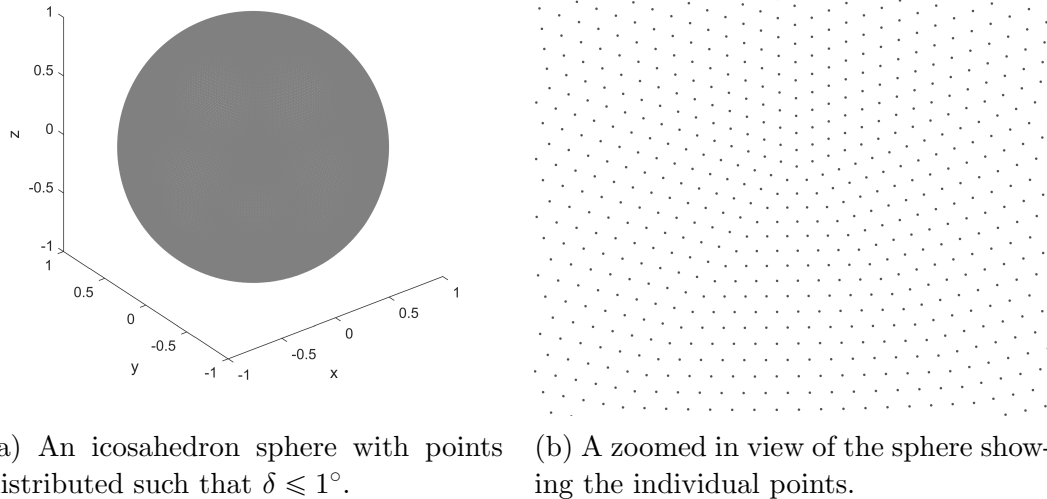 1
0.5
0
-0.5
-1
z
1
0.5
0
-0.5
-1
y
-1
-0.5
0
0.5
1
x
a) An icosahedron sphere with points
istributed such that δ ⩽ 1°.
(b) A zoomed in view of the sphere show-
ing the individual points.